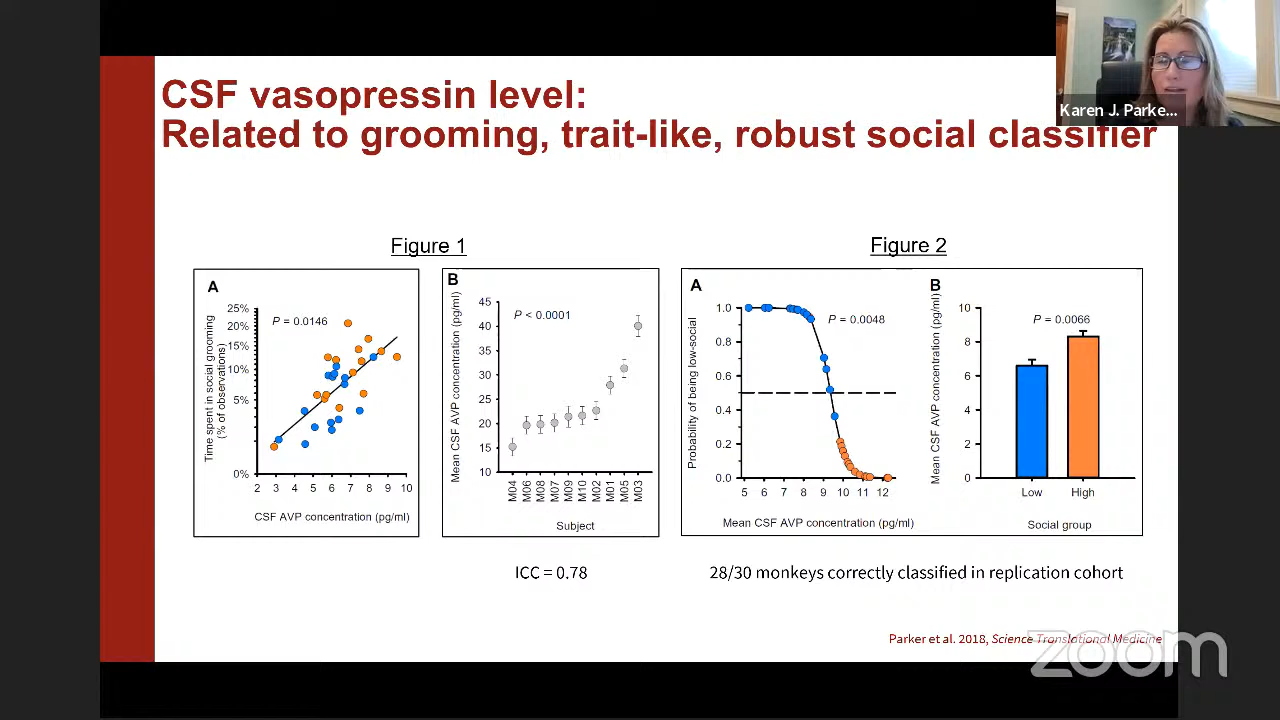 CSF vasopressin level:
Related to grooming, trait-like, robust social classifier
Karen J. Parke...
Figure 1
A
P = 0.0146
Time spent in social grooming
(% of observations)
25%
20%
15%
10%
5%
0%
2 3 4 5 6 7 8 9 10
CSF AVP concentration (pg/ml)
B
P < 0.0001
Mean CSF AVP concentration (pg/ml)
45
40
35
30
25
20
15
10
M04 M06 M08 M07 M09 M10 M02 M01 M05 M03
Subject
ICC = 0.78
Figure 2
A
P = 0.0048
Probability of being low-social
1.0
0.8
0.6
0.4
0.2
0.0
5 6 7 8 9 10 11 12
Mean CSF AVP concentration (pg/ml)
B
P = 0.0066
Mean CSF AVP concentration (pg/ml)
10
8
6
4
2
0
Low High
Social group
28/30 monkeys correctly classified in replication cohort
Parker et al. 2018, Science Translational Medicine
zoom